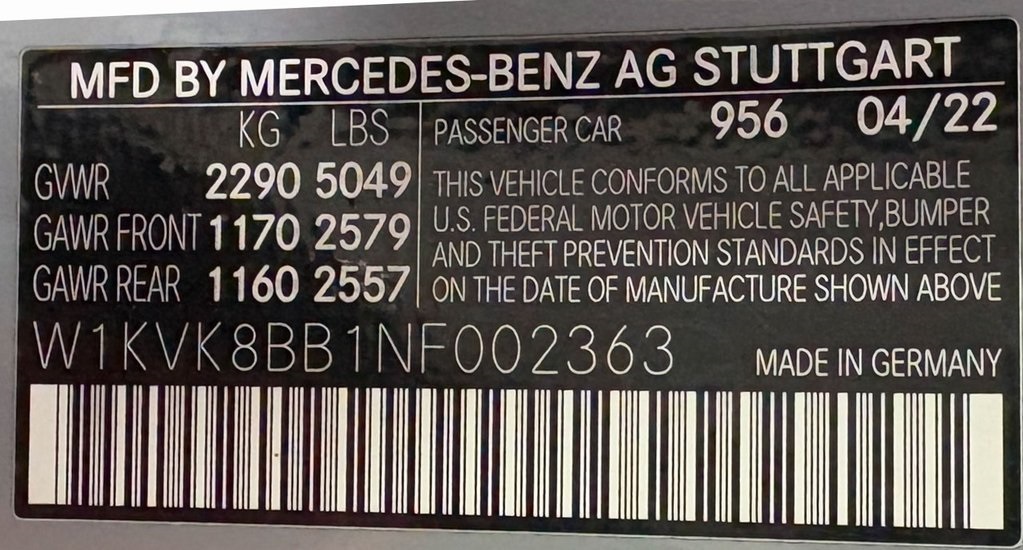 MFD BY MERCEDES-BENZ AG STUTTGART
KG LBS
GVWR 2290 5049
GAWR FRONT 1170 2579
GAWR REAR 1160 2557
PASSENGER CAR 956 04/22
THIS VEHICLE CONFORMS TO ALL APPLICABLE
U.S. FEDERAL MOTOR VEHICLE SAFETY,BUMPER
AND THEFT PREVENTION STANDARDS IN EFFECT
ON THE DATE OF MANUFACTURE SHOWN ABOVE
W1KVK8BB1NF002363
MADE IN GERMANY